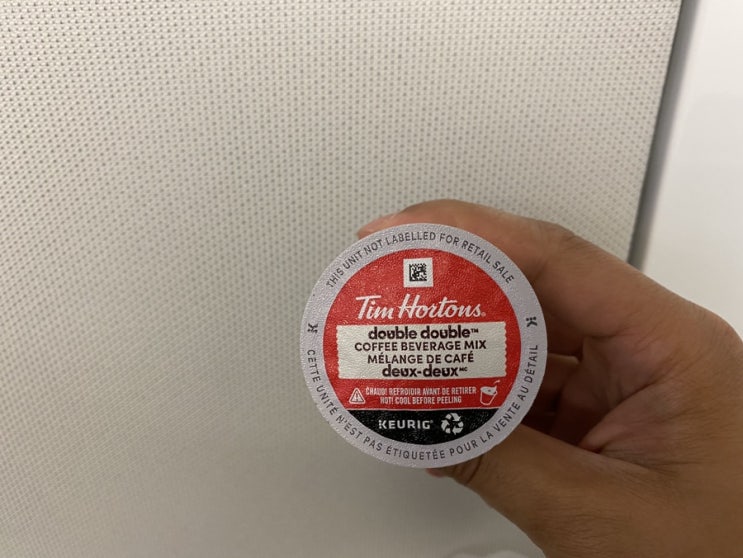 THIS UNIT NOT LABELLED FOR RETAIL SALE
Tim Hortons®
double double™
COFFEE BEVERAGE MIX
MÉLANGE DE CAFÉ
deux-deux MC
CHAUD! REFROIDIR AVANT DE RETIRER
HOT! COOL BEFORE PEELING
KEURIG®
CETTE UNITÉ N'EST PAS ÉTIQUETÉE POUR LA VENTE AU DÉTAIL